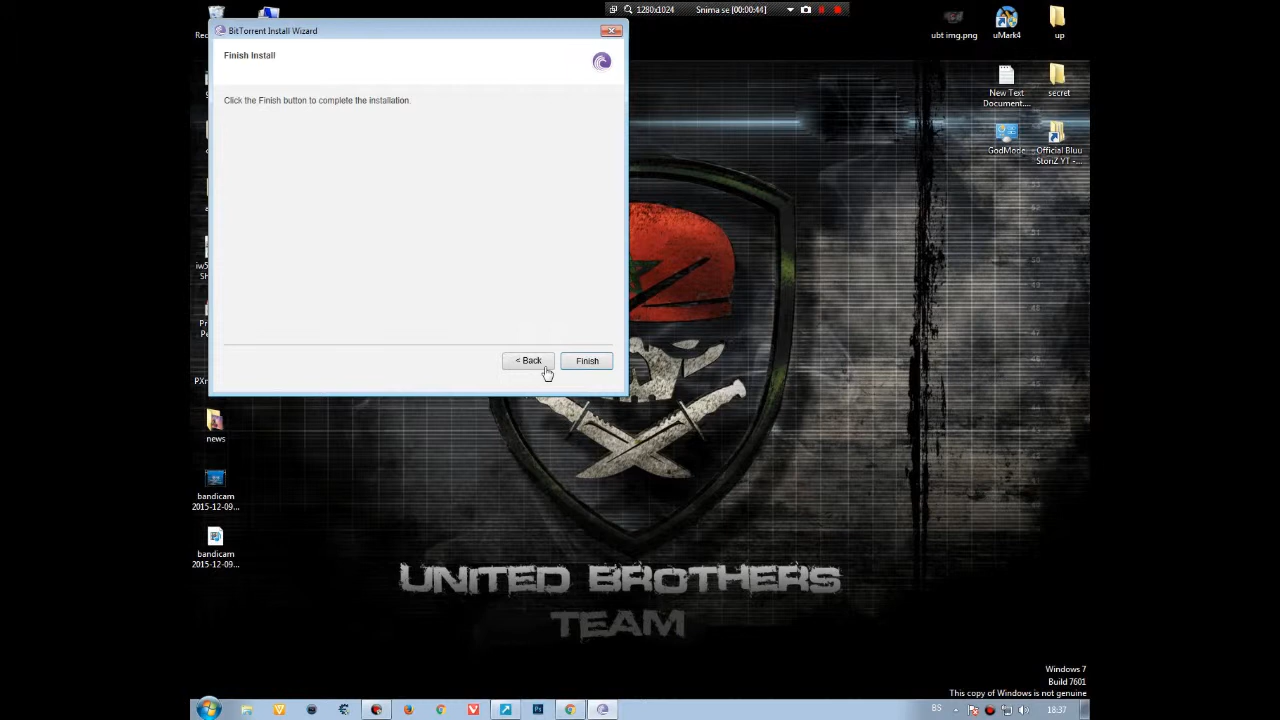 1280x1024
Snima se [00:00:44]
BitTorrent Install Wizard
Finish Install
Click the Finish button to complete the installation.
< Back
Finish
ubt img.png
uMark4
up
New Text
Document....
secret
GodMode
Official Bluu
StonZ YT -...
news
bandicam
2015-12-09...
bandicam
2015-12-09...
UNITED BROTHERS
TEAM
Windows 7
Build 7601
This copy of Windows is not genuine
BS
18:37